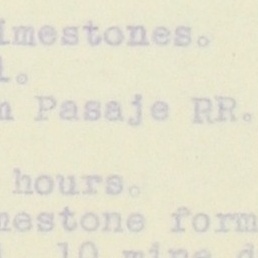 imestones.
l.
n Pasaje RR.
hours.
mestone form
10 mine d